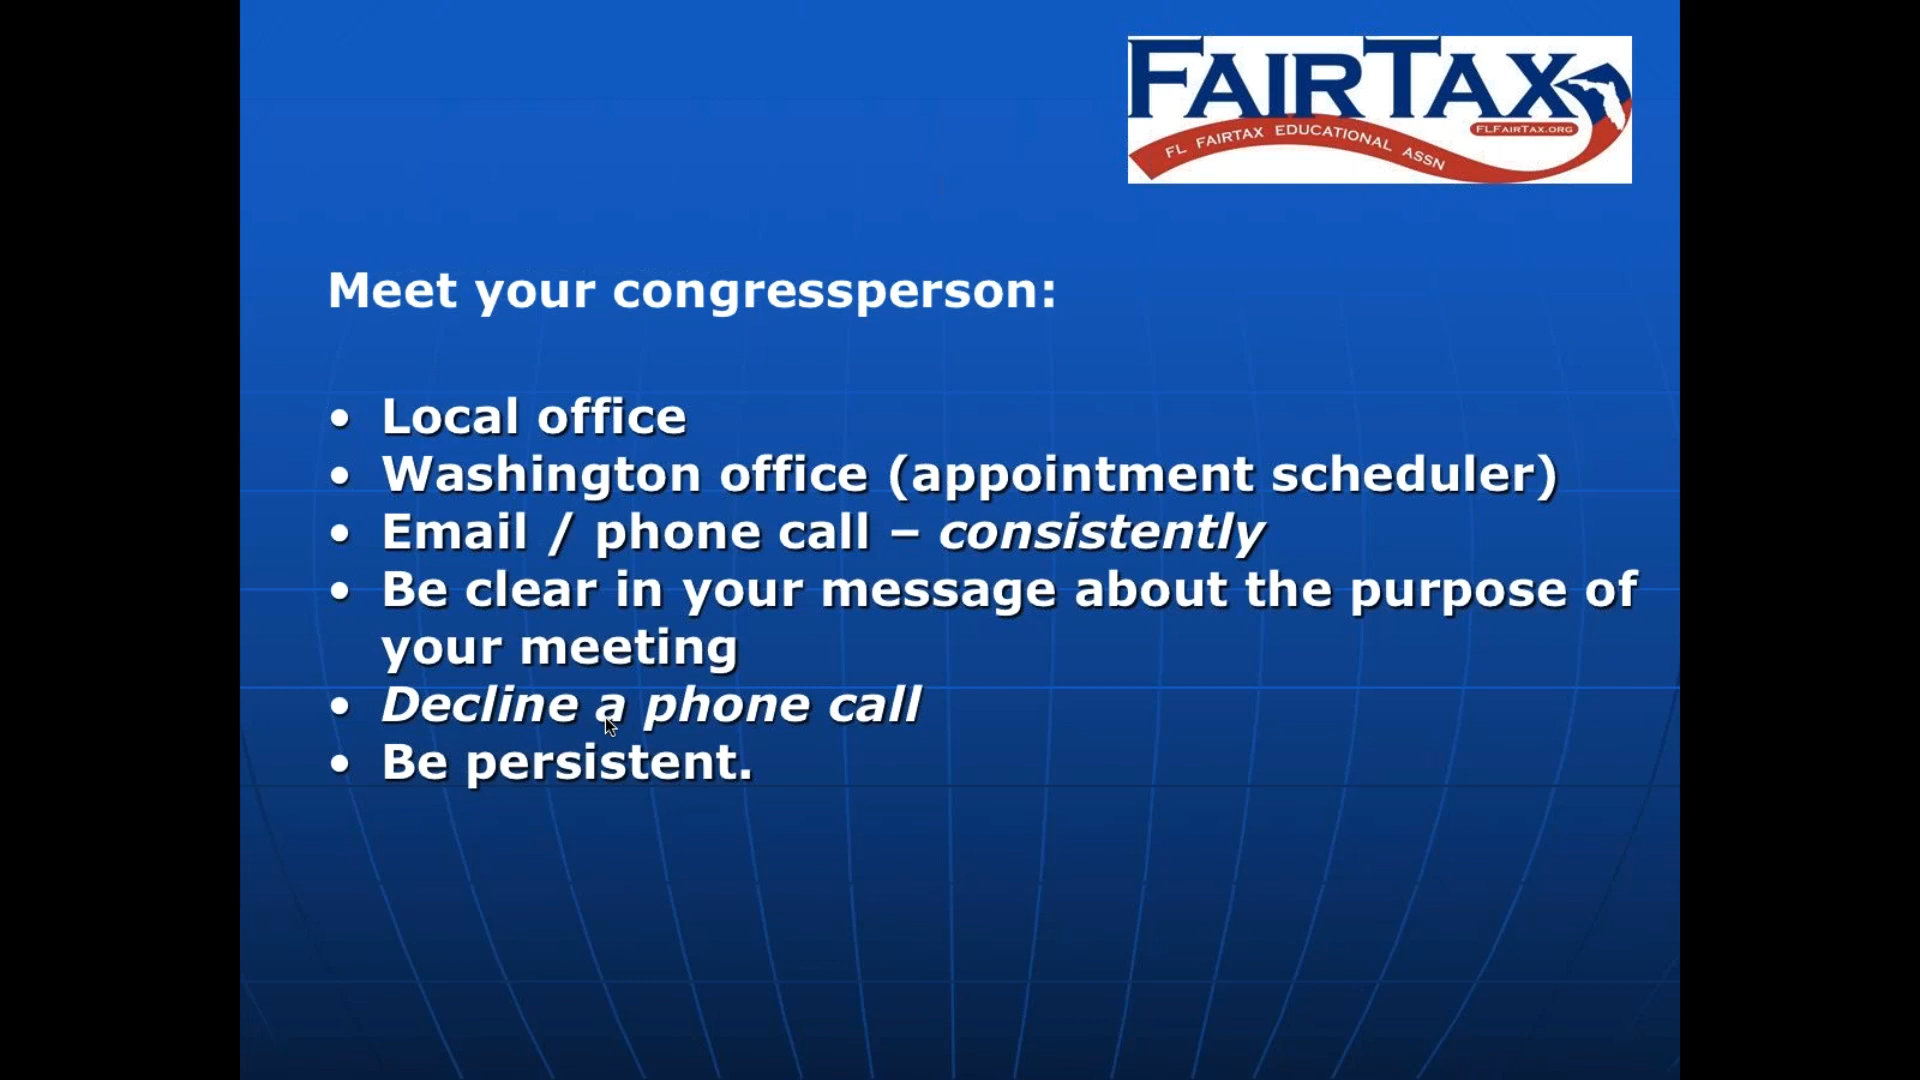 FAIRTAX
FLFAIRTAX.ORG
FL FAIRTAX EDUCATIONAL ASSN
Meet your congressperson:
• Local office
• Washington office (appointment scheduler)
• Email / phone call – consistently
• Be clear in your message about the purpose of
your meeting
• Decline a phone call
• Be persistent.